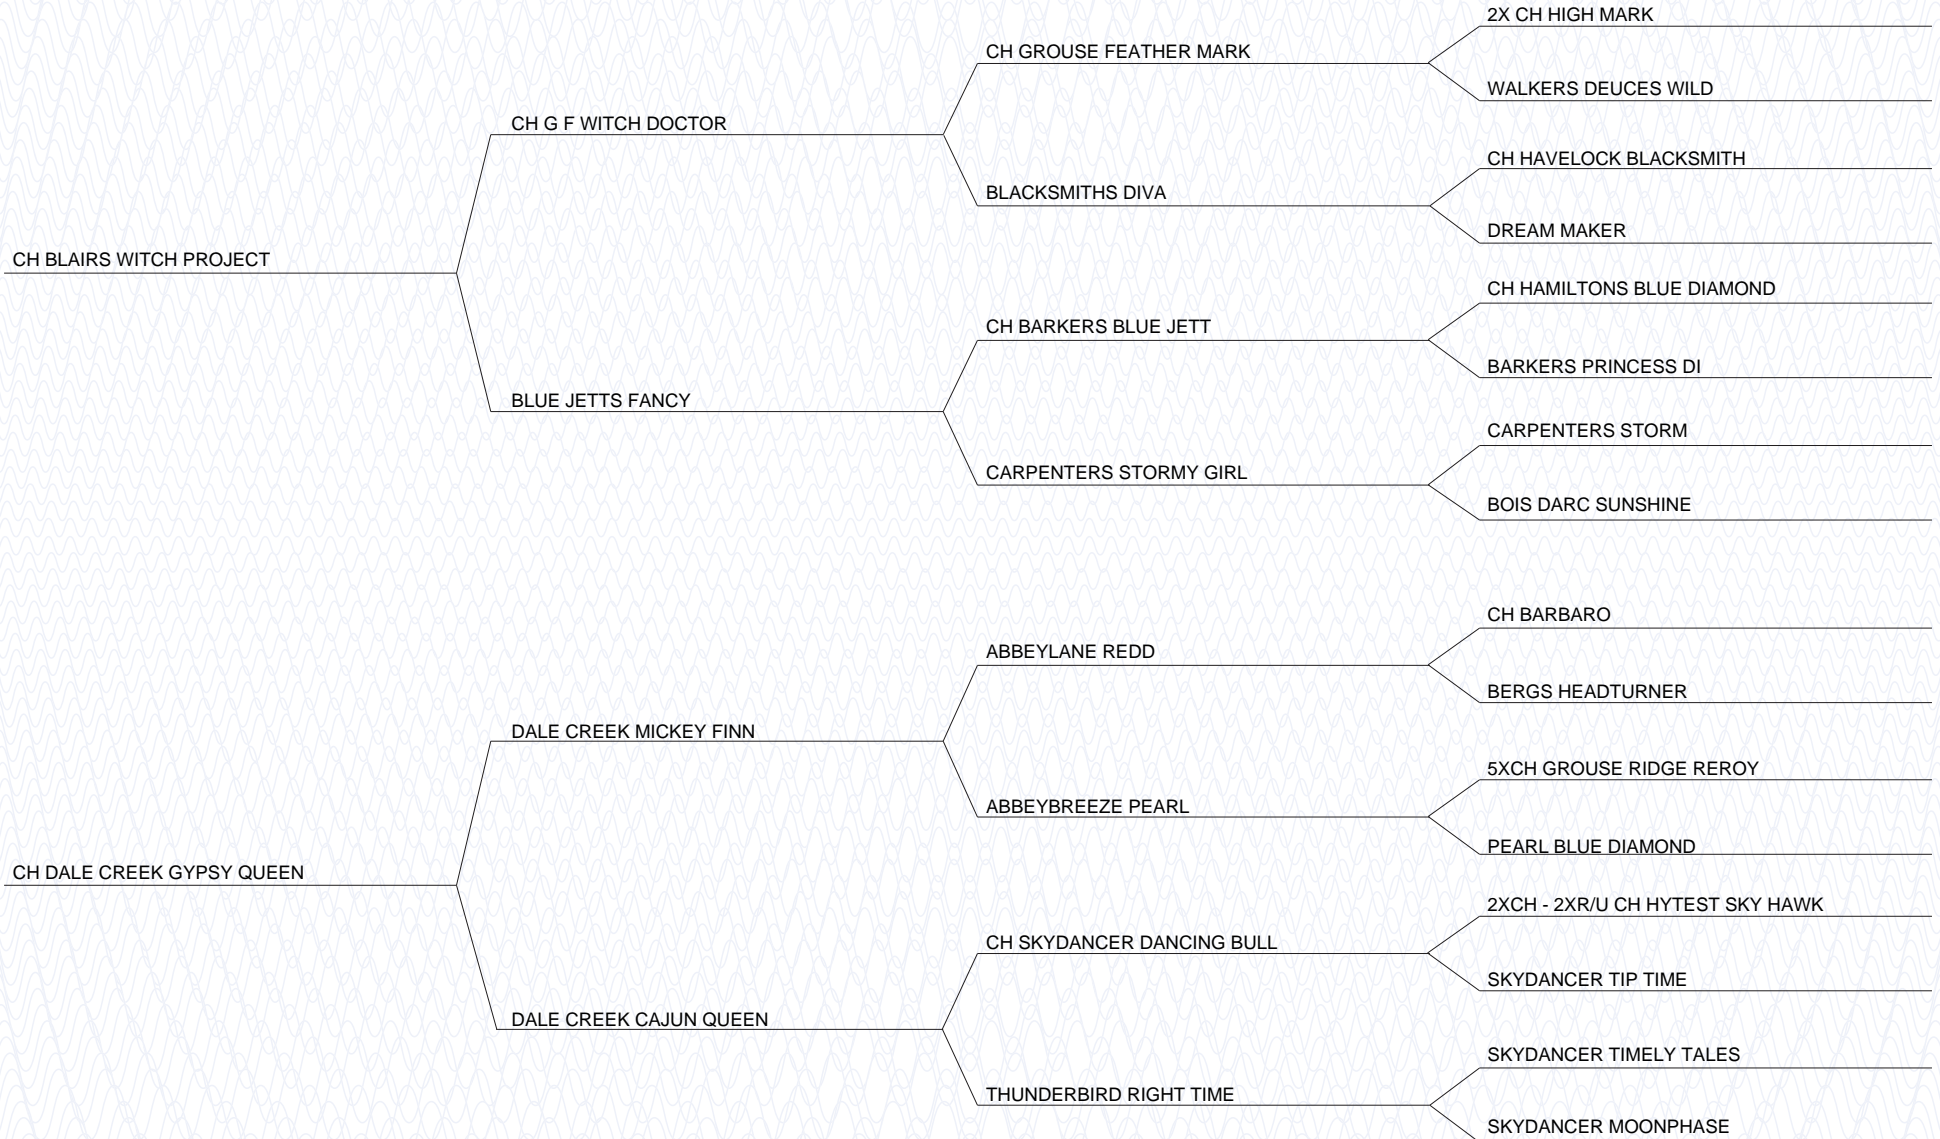 2X CH HIGH MARK
CH GROUSE FEATHER MARK
WALKERS DEUCES WILD
CH G F WITCH DOCTOR
CH HAVELOCK BLACKSMITH
BLACKSMITHS DIVA
DREAM MAKER
CH BLAIRS WITCH PROJECT
CH HAMILTONS BLUE DIAMOND
CH BARKERS BLUE JETT
BARKERS PRINCESS DI
BLUE JETTS FANCY
CARPENTERS STORM
CARPENTERS STORMY GIRL
BOIS DARC SUNSHINE
CH BARBARO
ABBEYLANE REDD
BERGS HEADTURNER
DALE CREEK MICKEY FINN
5XCH GROUSE RIDGE REROY
ABBEYBREEZE PEARL
PEARL BLUE DIAMOND
CH DALE CREEK GYPSY QUEEN
2XCH - 2XR/U CH HYTEST SKY HAWK
CH SKYDANCER DANCING BULL
SKYDANCER TIP TIME
DALE CREEK CAJUN QUEEN
SKYDANCER TIMELY TALES
THUNDERBIRD RIGHT TIME
SKYDANCER MOONPHASE